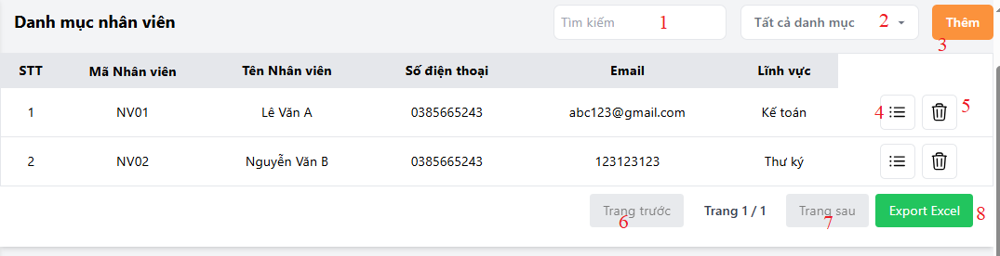 Danh mục nhân viên Tìm kiếm 1 Tất cả danh mục 2 Thêm
3
STT Mã Nhân viên Tên Nhân viên Số điện thoại Email Lĩnh vực
1 NV01 Lê Văn A 0385665243 abc123@gmail.com Kế toán 4 5
2 NV02 Nguyễn Văn B 0385665243 123123123 Thư ký
Trang trước Trang 1 / 1 Trang sau Export Excel 8
6 7